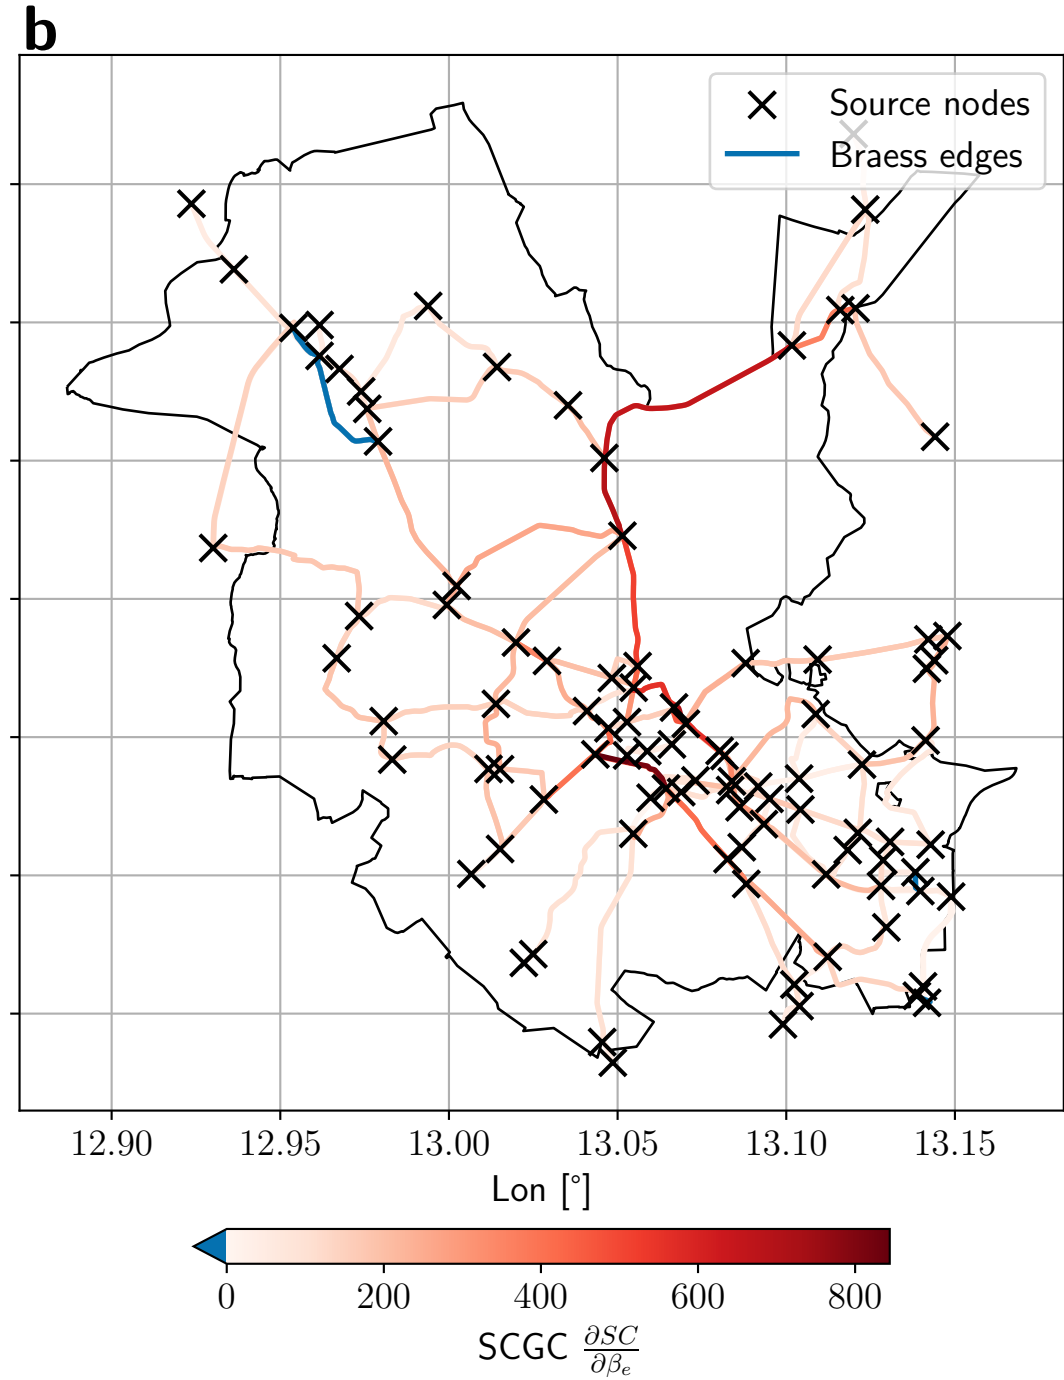 b
Source nodes
Braess edges
12.90 12.95 13.00 13.05 13.10 13.15
Lon [°]
0 200 400 600 800
SCGC ∂SC/∂βₑ